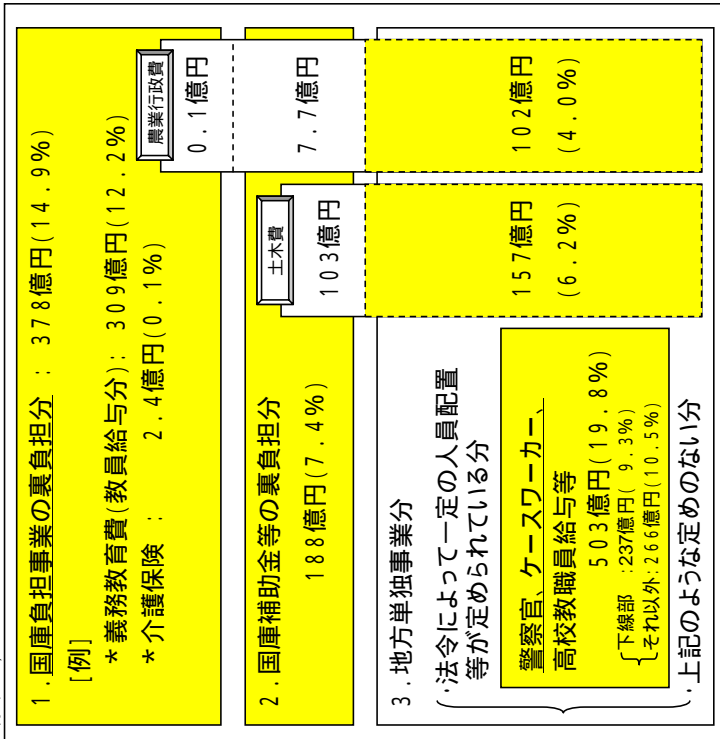 1．国庫負担事業の裏負担分 ： 378億円(14.9%)
[例]
＊義務教育費(教員給与分)： 309億円(12.2%)
＊介護保険 ： 2.4億円(0.1%)
2．国庫補助金等の裏負担分
188億円(7.4%)
3．地方単独事業分
・法令によって一定の人員配置
等が定められている分
警察官、ケースワーカー、
高校教職員給与等
503億円(19.8%)
下線部 ：237億円( 9.3%)
それ以外：266億円(10.5%)
・上記のような定めのない分
土木費
103億円
157億円
(6.2%)
農業行政費
0.1億円
7.7億円
102億円
(4.0%)